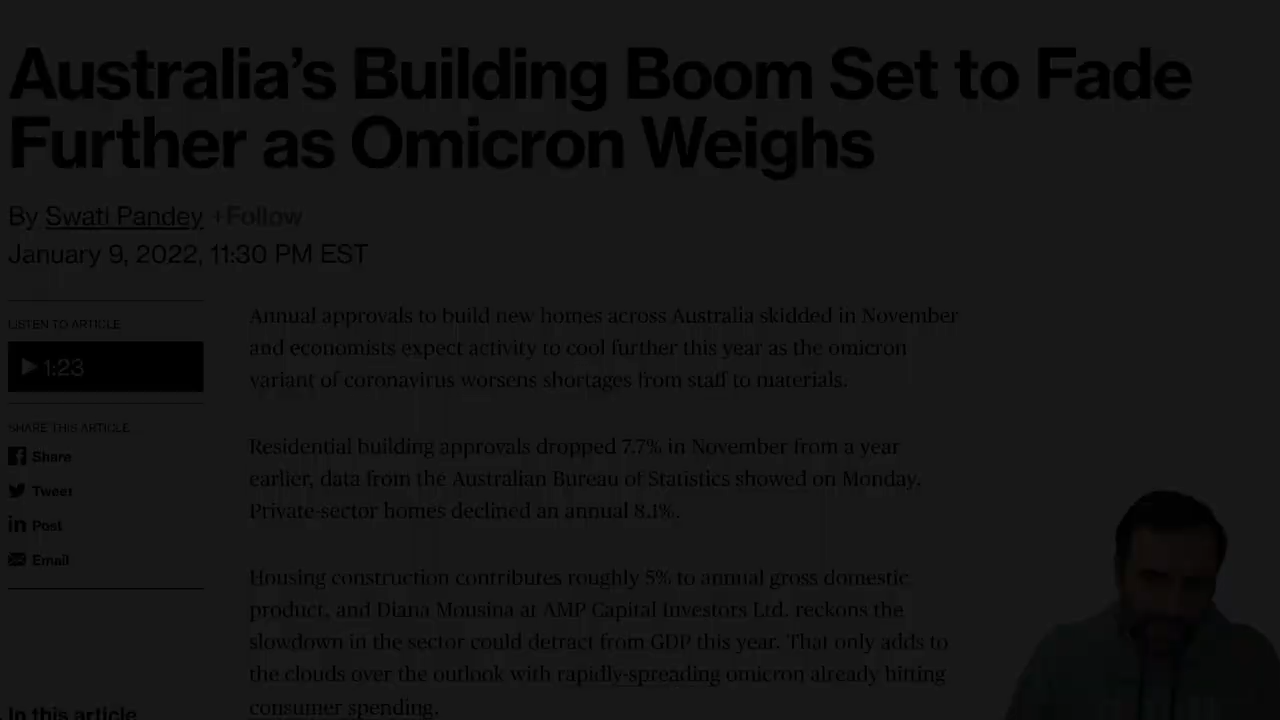 Australia's Building Boom Set to Fade
Further as Omicron Weighs
By Swati Pandey +Follow
January 9, 2022, 11:30 PM EST
LISTEN TO ARTICLE
1:23
SHARE THIS ARTICLE
Share
Tweet
Post
Email
In this article
Annual approvals to build new homes across Australia skidded in November
and economists expect activity to cool further this year as the omicron
variant of coronavirus worsens shortages from staff to materials.
Residential building approvals dropped 7.7% in November from a year
earlier, data from the Australian Bureau of Statistics showed on Monday.
Private-sector homes declined an annual 8.1%.
Housing construction contributes roughly 5% to annual gross domestic
product, and Diana Mousina at AMP Capital Investors Ltd. reckons the
slowdown in the sector could detract from GDP this year. That only adds to
the clouds over the outlook with rapidly-spreading omicron already hitting
consumer spending.